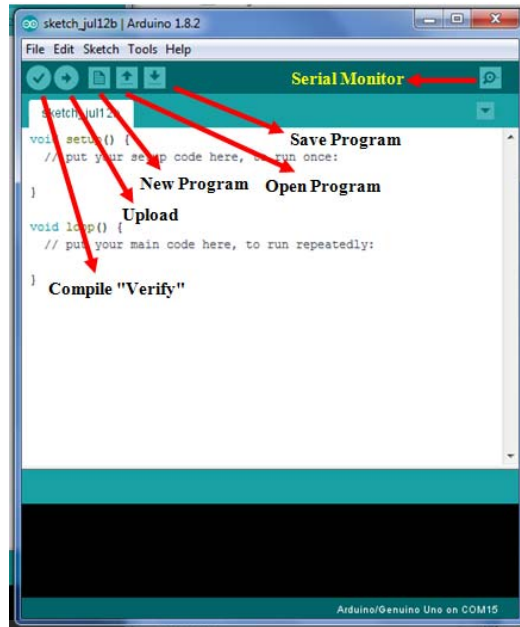 sketch_jul12b | Arduino 1.8.2
File Edit Sketch Tools Help
Serial Monitor
sketch_jul12b
void setup() {
Save Program
// put your setup code here, to run once:
New Program
Open Program
}
Upload
void loop() {
// put your main code here, to run repeatedly:
}
Compile "Verify"
Arduino/Genuino Uno on COM15